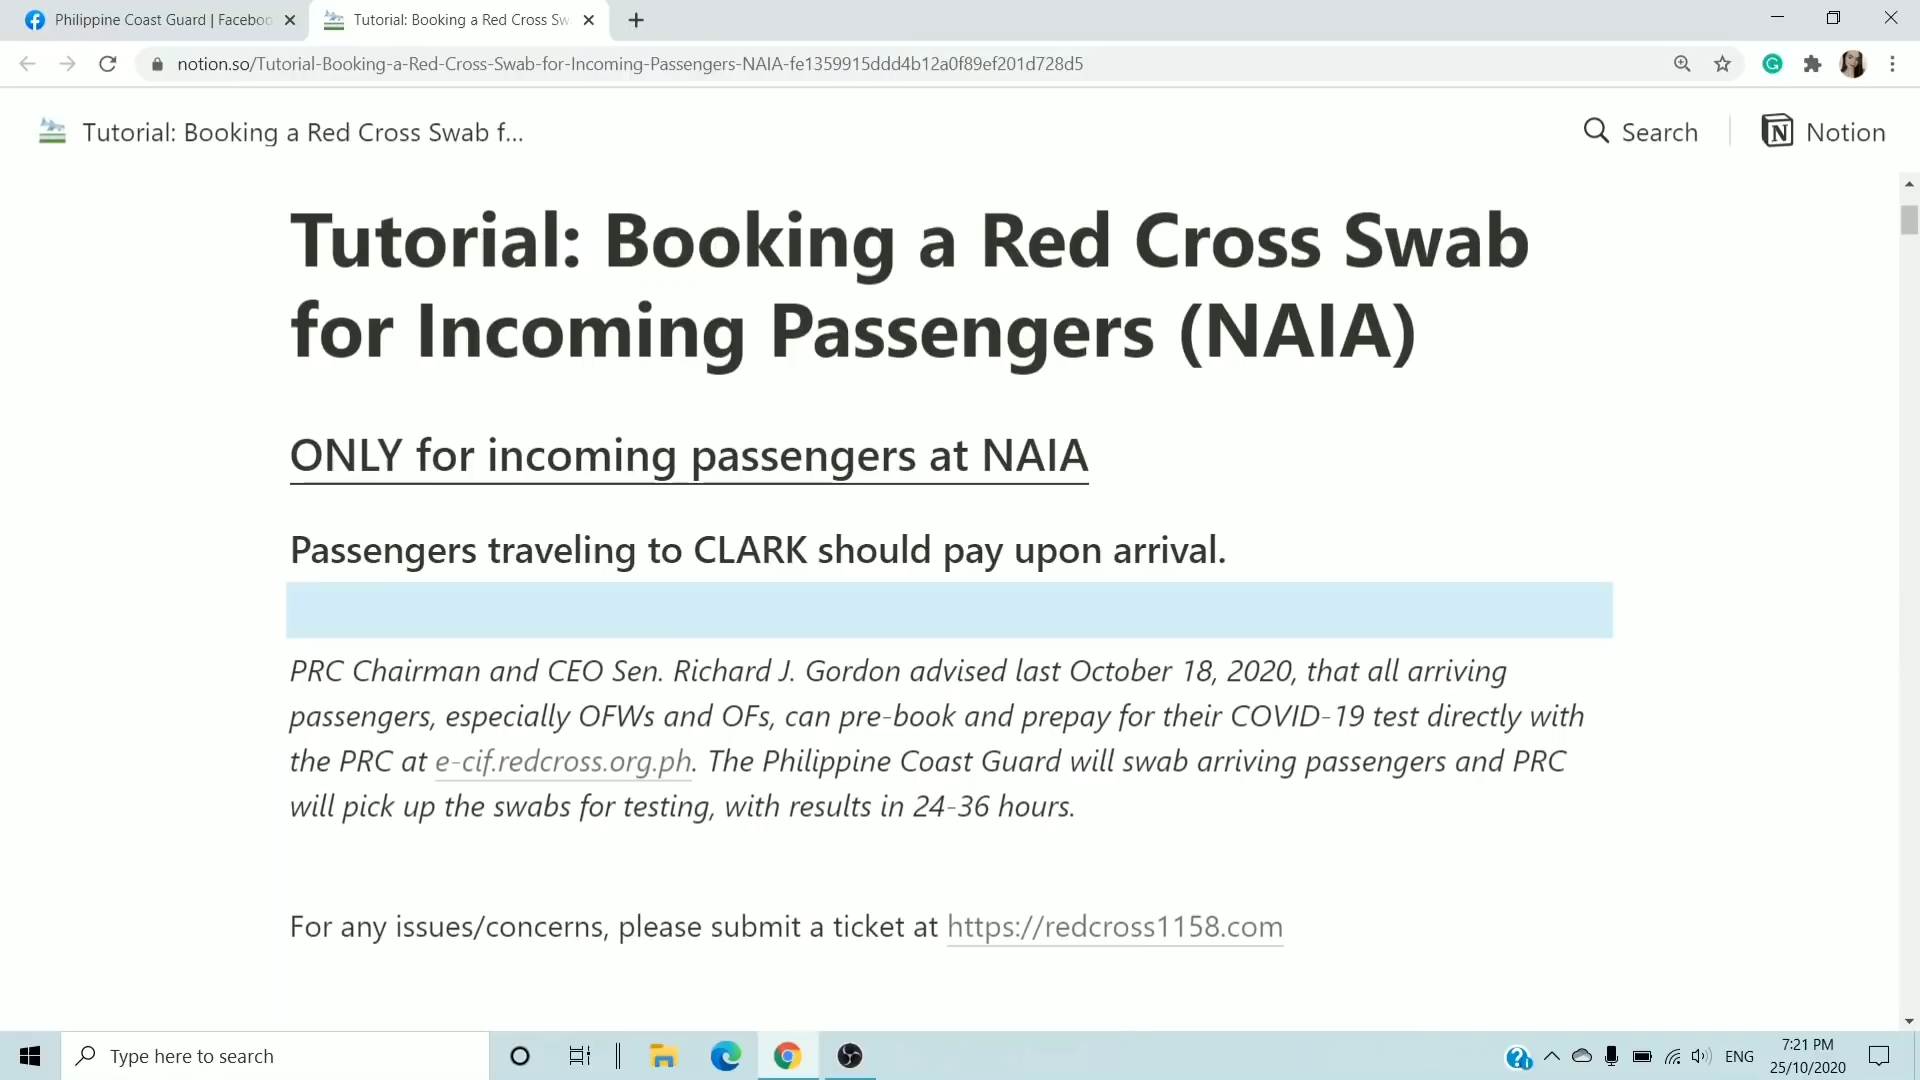 Philippine Coast Guard | Faceboo
Tutorial: Booking a Red Cross Sw
notion.so/Tutorial-Booking-a-Red-Cross-Swab-for-Incoming-Passengers-NAIA-fe1359915ddd4b12a0f89ef201d728d5
Tutorial: Booking a Red Cross Swab f...
Search
Notion
Tutorial: Booking a Red Cross Swab
for Incoming Passengers (NAIA)
ONLY for incoming passengers at NAIA
Passengers traveling to CLARK should pay upon arrival.
PRC Chairman and CEO Sen. Richard J. Gordon advised last October 18, 2020, that all arriving
passengers, especially OFWs and OFs, can pre-book and prepay for their COVID-19 test directly with
the PRC at e-cif.redcross.org.ph. The Philippine Coast Guard will swab arriving passengers and PRC
will pick up the swabs for testing, with results in 24-36 hours.
For any issues/concerns, please submit a ticket at https://redcross1158.com
Type here to search
ENG
7:21 PM
25/10/2020